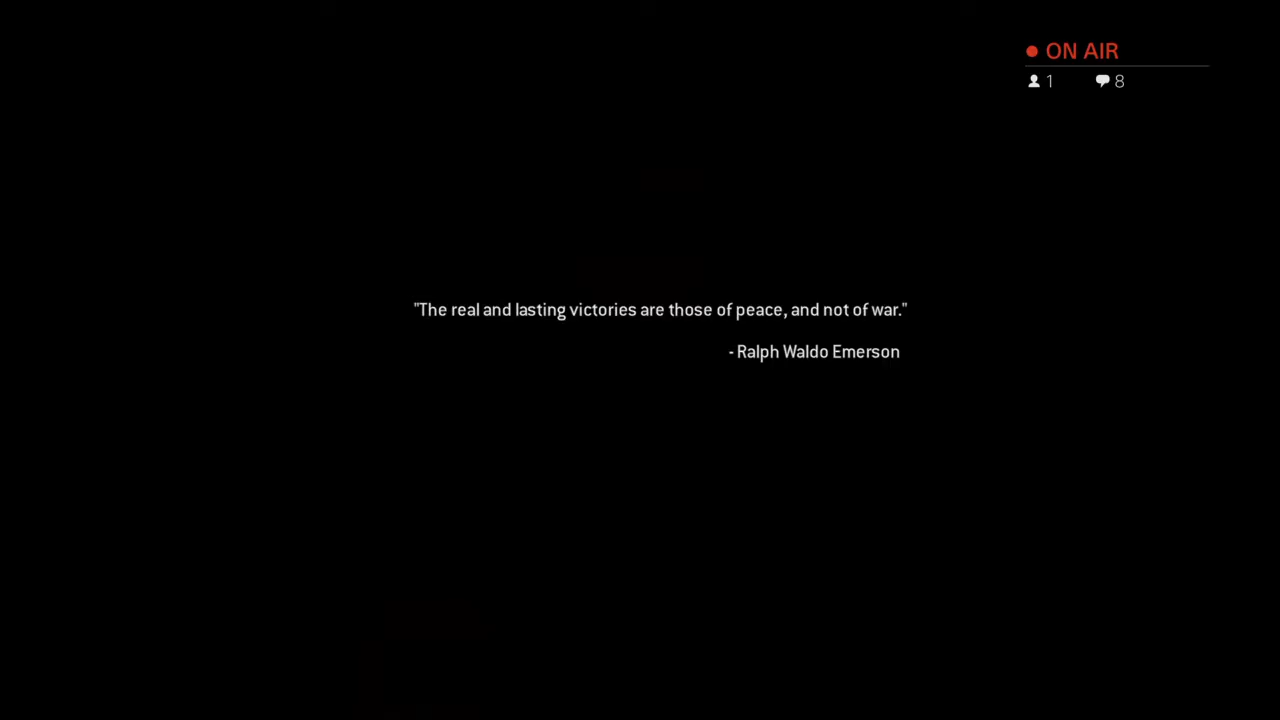 ON AIR
1 8
"The real and lasting victories are those of peace, and not of war."
- Ralph Waldo Emerson